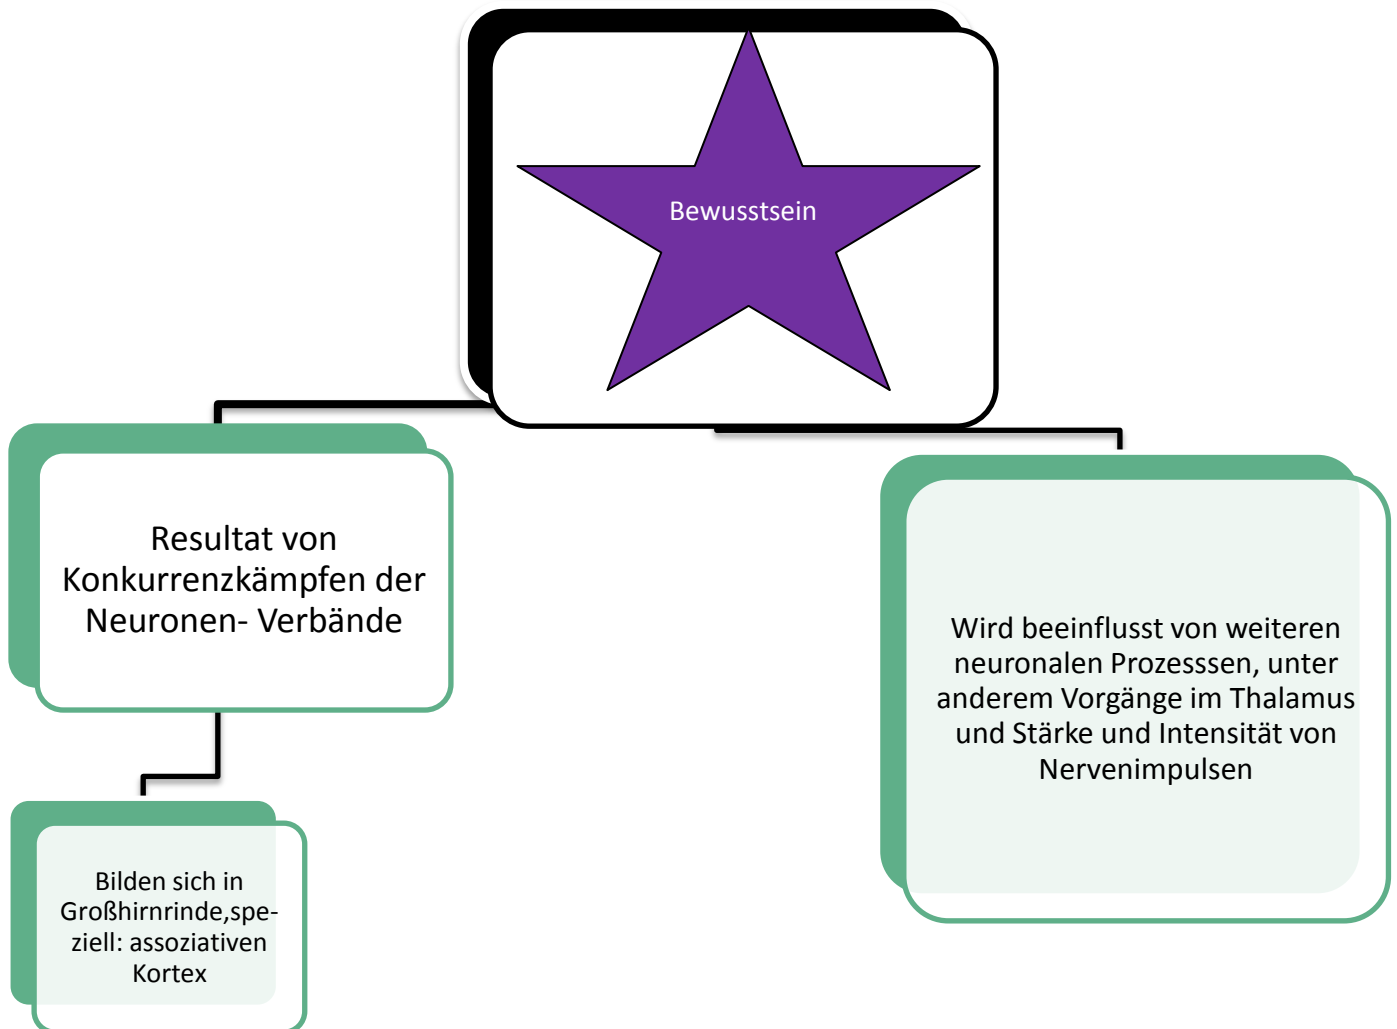 Bewusstsein
Resultat von
Konkurrenzkämpfen der
Neuronen- Verbände
Wird beeinflusst von weiteren
neuronalen Prozesssen, unter
anderem Vorgänge im Thalamus
und Stärke und Intensität von
Nervenimpulsen
Bilden sich in
Großhirnrinde,spe-
ziell: assoziativen
Kortex